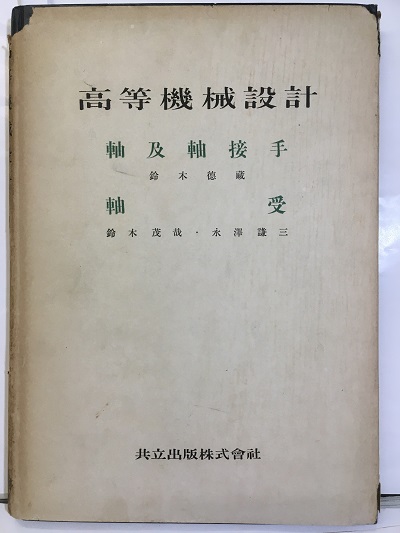 高等機械設計
軸及軸接手
鈴木德藏
軸受
鈴木茂哉・永澤謙三
共立出版株式會社